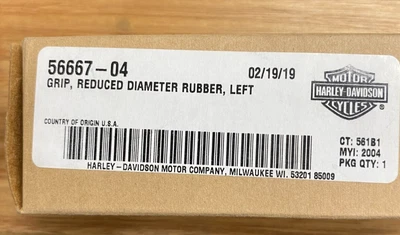 56667-04 02/19/19
GRIP, REDUCED DIAMETER RUBBER, LEFT
MOTOR
HARLEY-DAVIDSON
CYCLES
COUNTRY OF ORIGIN U.S.A.
CT: 561B1
MYI: 2004
PKG QTY: 1
HARLEY-DAVIDSON MOTOR COMPANY, MILWAUKEE WI. 53201 85009